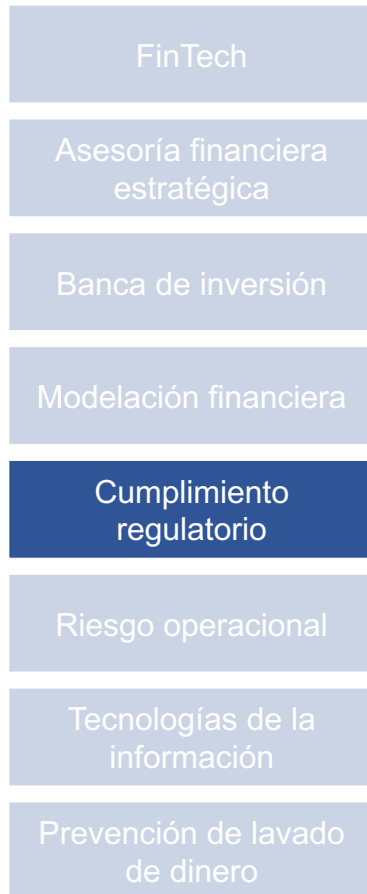 FinTech
Asesoría financiera
estratégica
Banca de inversión
Modelación financiera
Cumplimiento
regulatorio
Riesgo operacional
Tecnologías de la
información
Prevención de lavado
de dinero